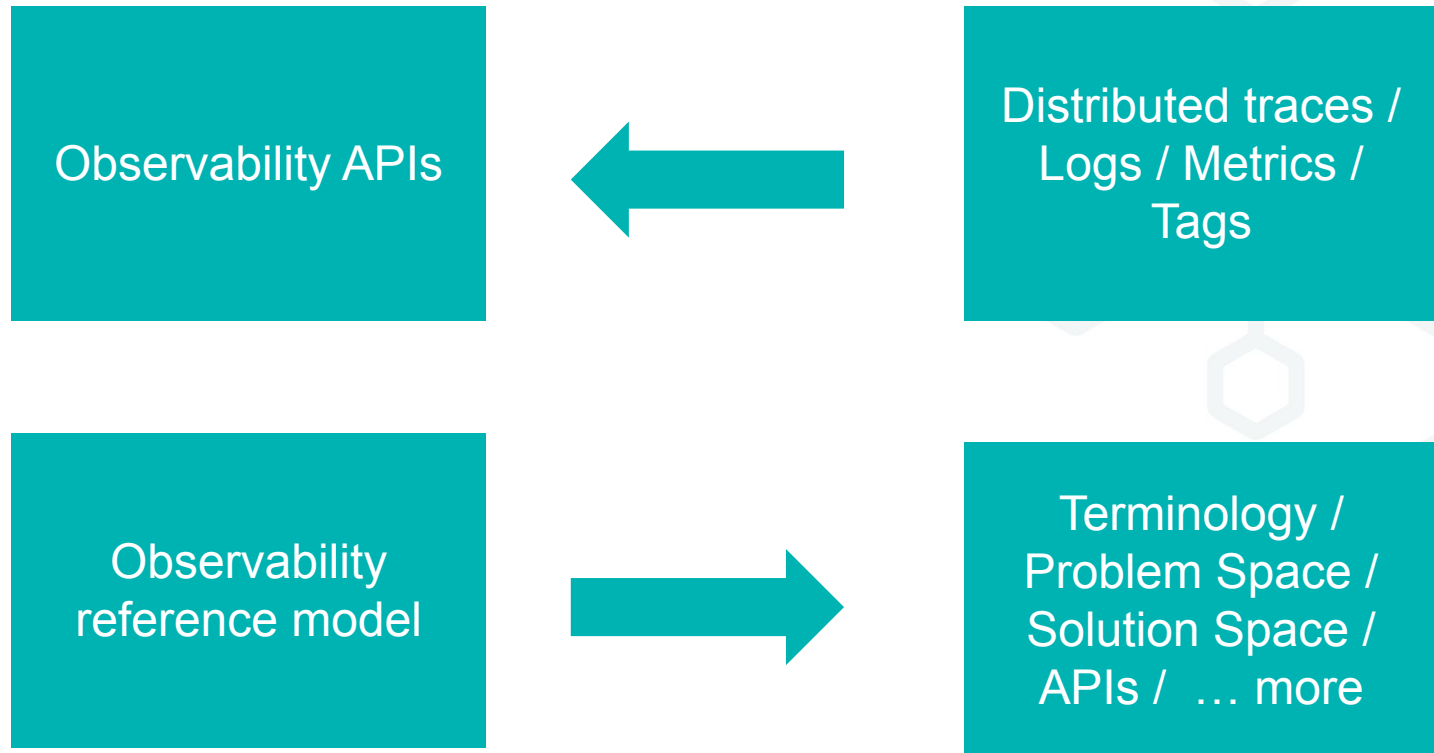 Observability APIs
Distributed traces /
Logs / Metrics /
Tags
Observability
reference model
Terminology /
Problem Space /
Solution Space /
APIs /  … more